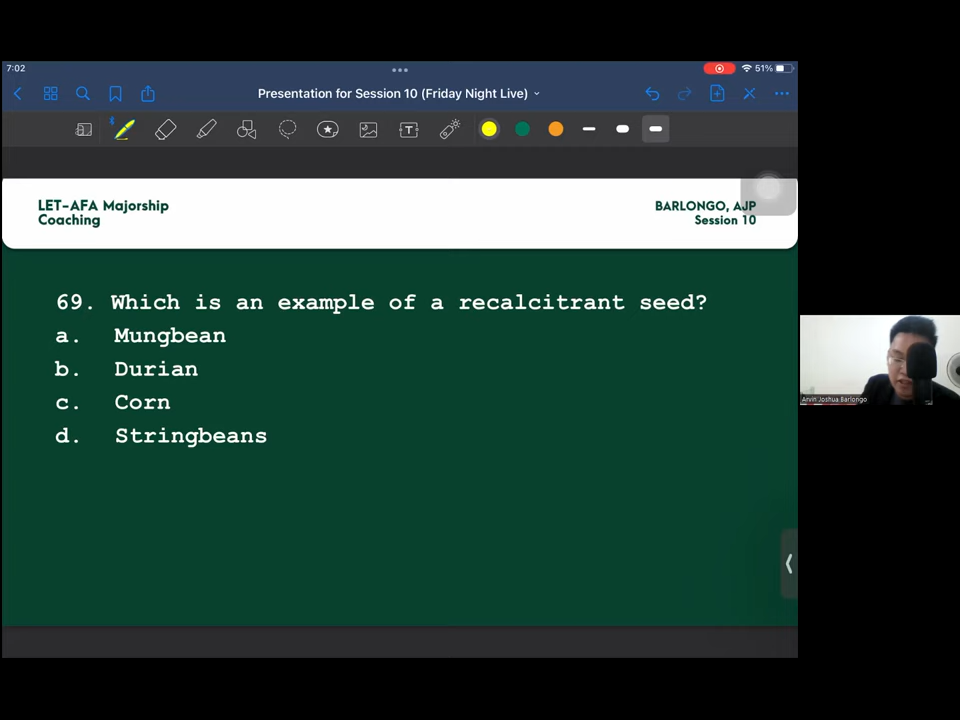 7:02
51%
Presentation for Session 10 (Friday Night Live)
T
LET-AFA Majorship
Coaching
BARLONGO, AJP
Session 10
69. Which is an example of a recalcitrant seed?
a. Mungbean
b. Durian
c. Corn
d. Stringbeans
Arvin Joshua Barlongo